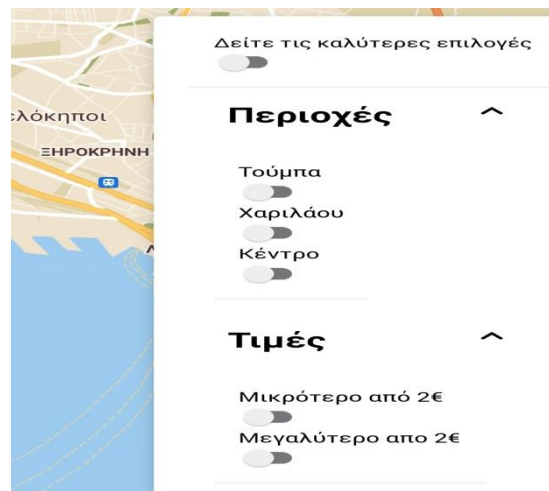 Δείτε τις καλύτερες επιλογές
Περιοχές
Τούμπα
Χαριλάου
Κέντρο
Τιμές
Μικρότερο από 2€
Μεγαλύτερο απο 2€
λόκηποι
ΞΗΡΟΚΡΗΝΗ